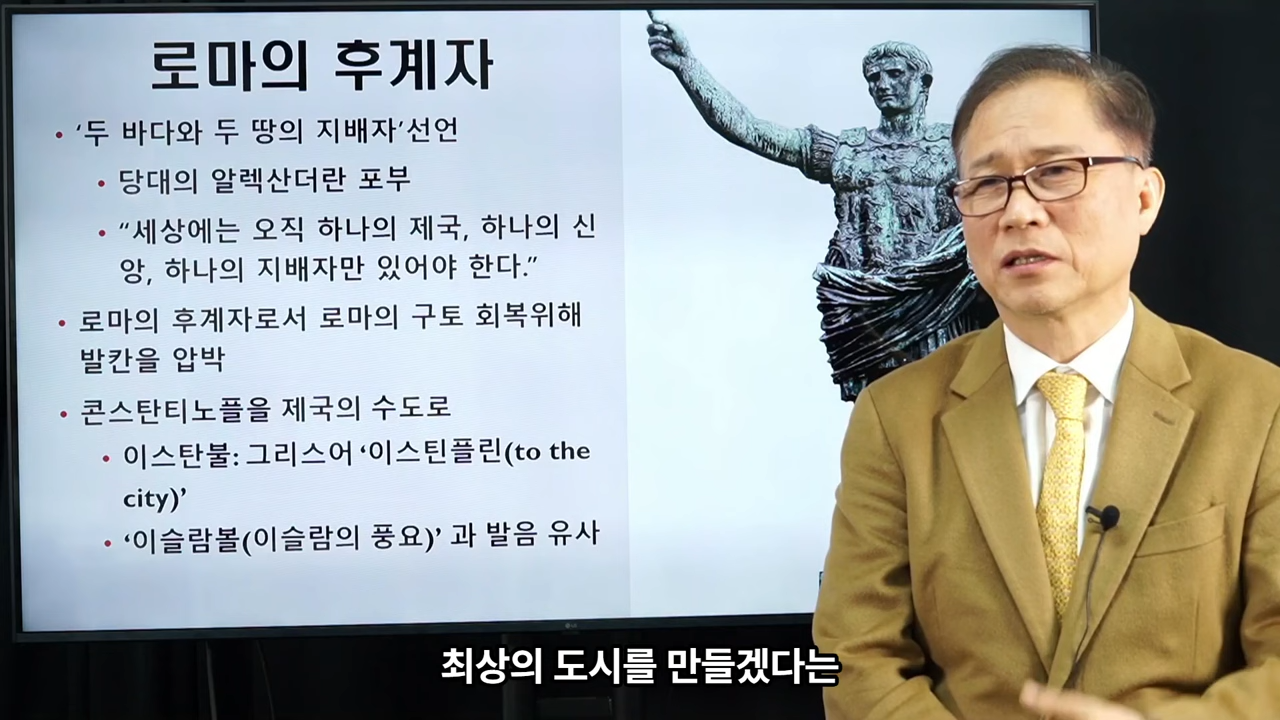 로마의 후계자
• ‘두 바다와 두 땅의 지배자’선언
• 당대의 알렉산더란 포부
• “세상에는 오직 하나의 제국, 하나의 신
앙, 하나의 지배자만 있어야 한다.”
• 로마의 후계자로서 로마의 구토 회복위해
발칸을 압박
• 콘스탄티노플을 제국의 수도로
• 이스탄불: 그리스어 ‘이스틴플린(to the
city)’
• ‘이슬람볼(이슬람의 풍요)’ 과 발음 유사
LG
최상의 도시를 만들겠다는